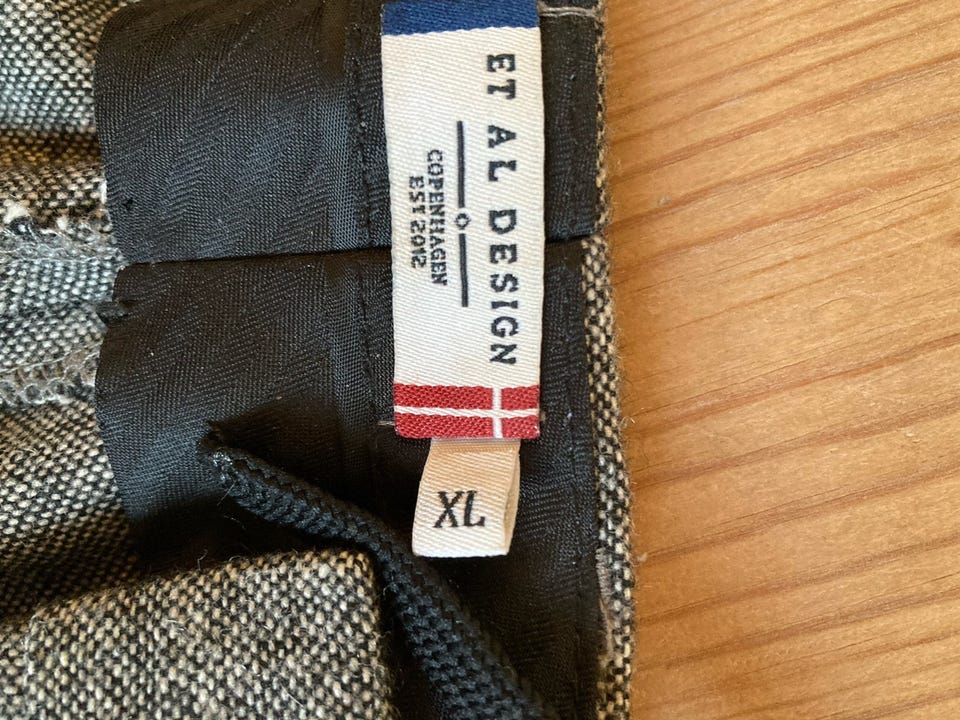 ET AL DESIGN
COPENHAGEN
EST 2012
XL